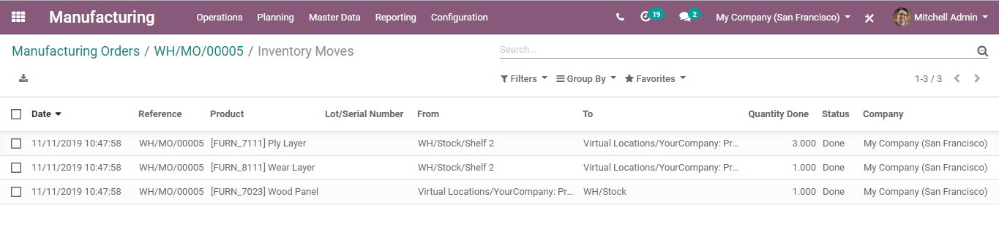 Manufacturing Operations Planning Master Data Reporting Configuration 19 2 My Company (San Francisco) Mitchell Admin
Manufacturing Orders / WH/MO/00005 / Inventory Moves Search...
Filters Group By Favorites 1-3 / 3
Date Reference Product Lot/Serial Number From To Quantity Done Status Company
11/11/2019 10:47:58 WH/MO/00005 [FURN_7111] Ply Layer WH/Stock/Shelf 2 Virtual Locations/YourCompany: Pr... 3.000 Done My Company (San Francisco)
11/11/2019 10:47:58 WH/MO/00005 [FURN_8111] Wear Layer WH/Stock/Shelf 2 Virtual Locations/YourCompany: Pr... 1.000 Done My Company (San Francisco)
11/11/2019 10:47:58 WH/MO/00005 [FURN_7023] Wood Panel Virtual Locations/YourCompany: Pr... WH/Stock 1.000 Done My Company (San Francisco)